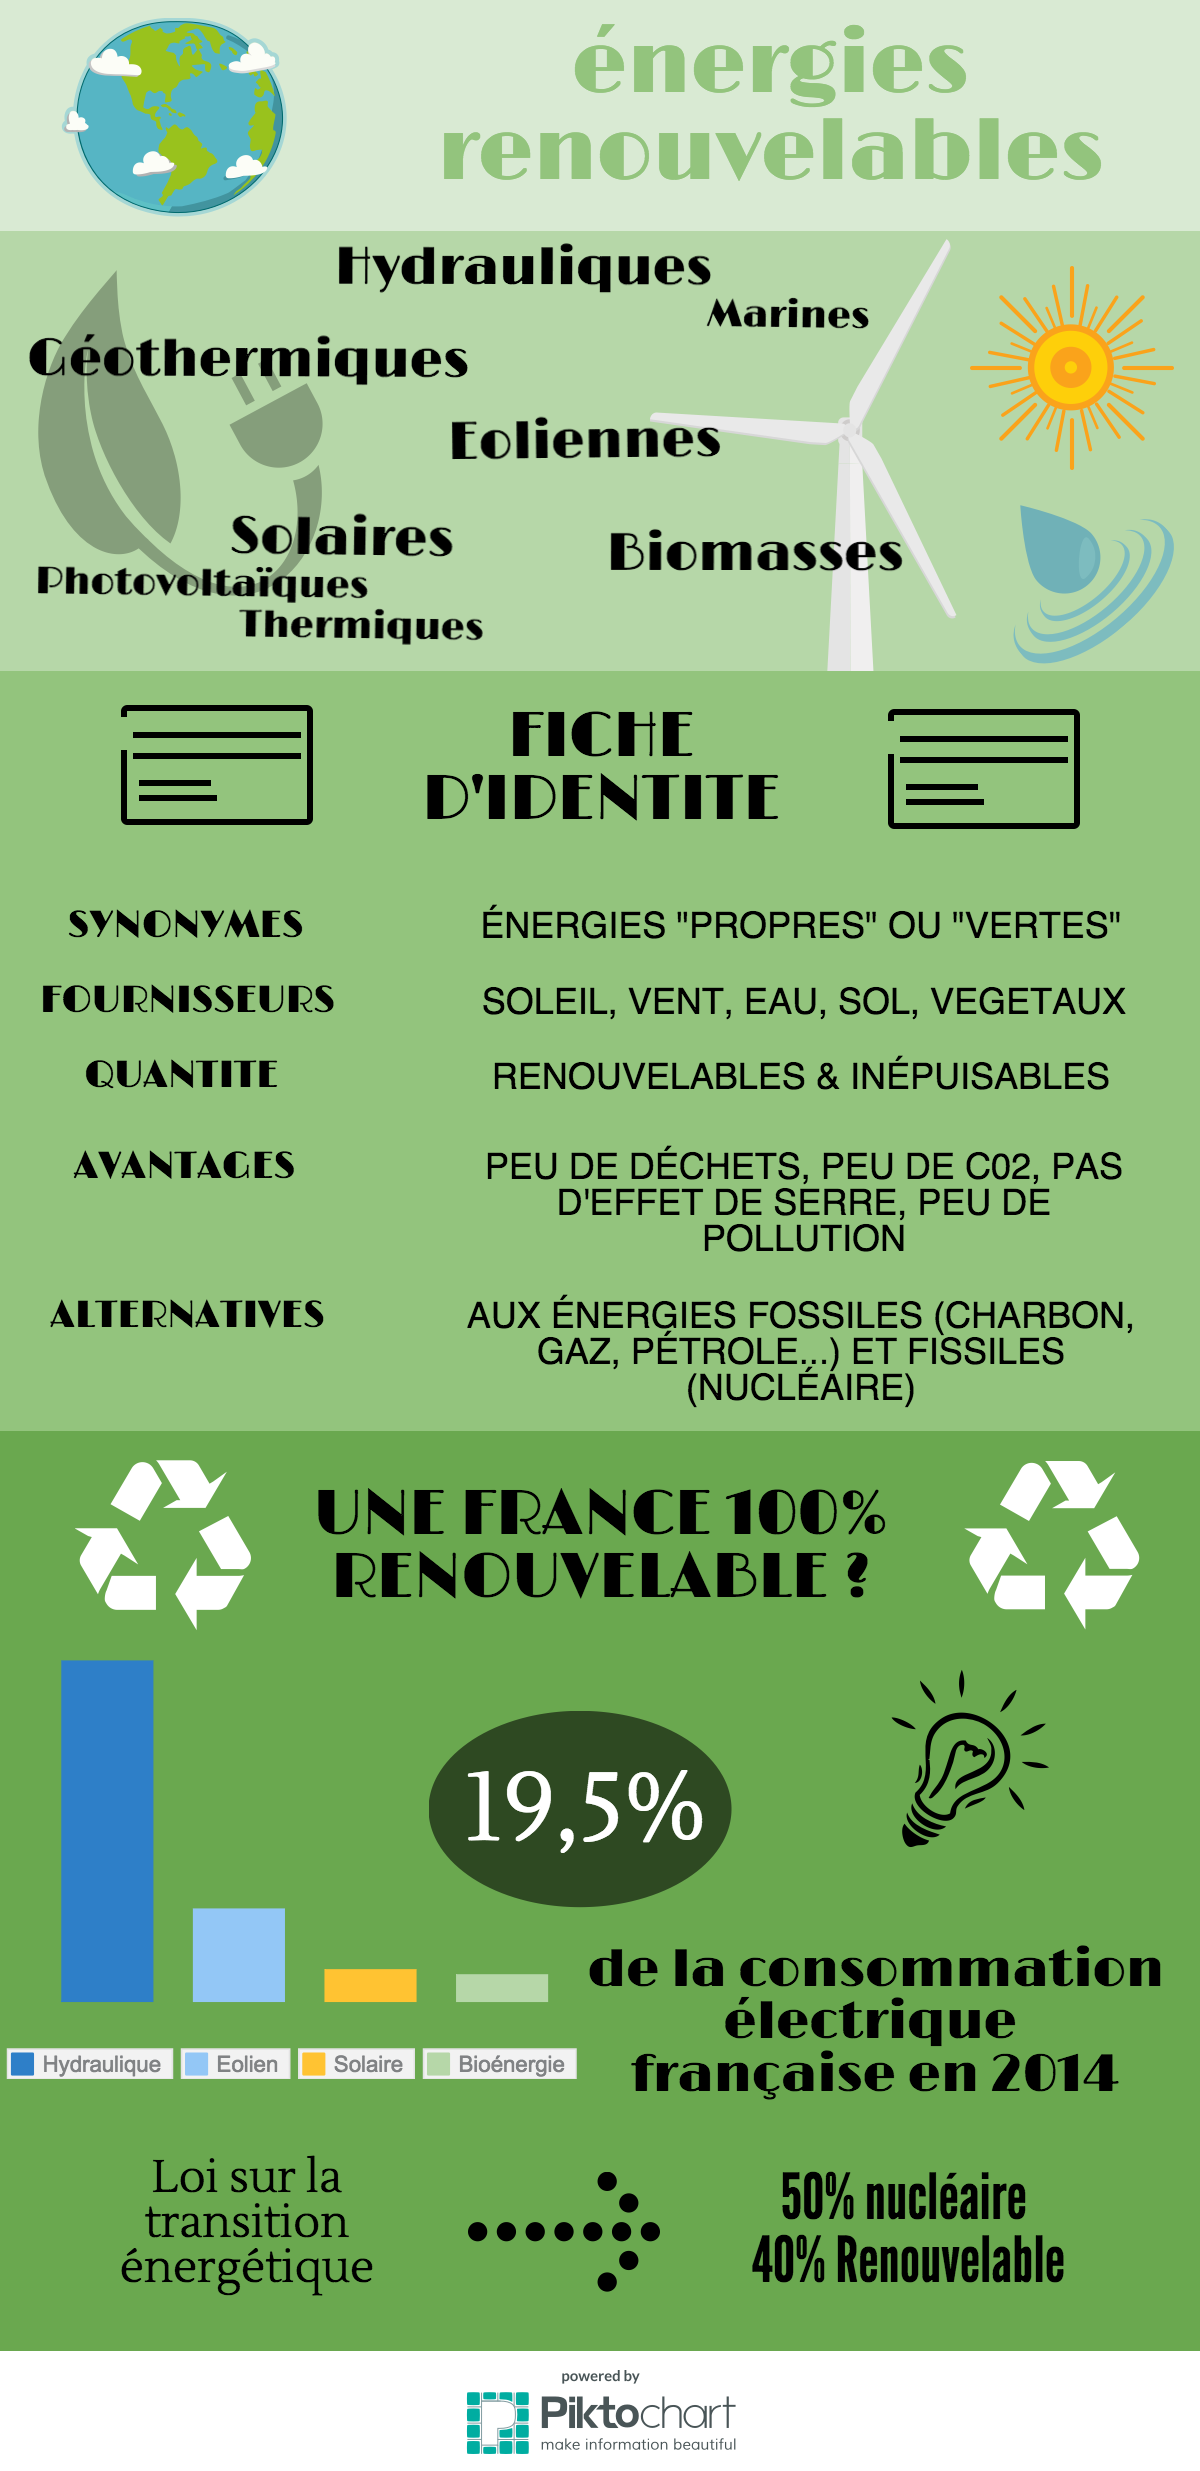 énergies
renouvelables
Hydrauliques
Marines
Géothermiques
Eoliennes
Solaires
Biomasses
Photovoltaïques
Thermiques
FICHE
D'IDENTITE
SYNONYMES
ÉNERGIES "PROPRES" OU "VERTES"
FOURNISSEURS
SOLEIL, VENT, EAU, SOL, VEGETAUX
QUANTITE
RENOUVELABLES & INÉPUISABLES
AVANTAGES
PEU DE DÉCHETS, PEU DE C02, PAS
D'EFFET DE SERRE, PEU DE
POLLUTION
ALTERNATIVES
AUX ÉNERGIES FOSSILES (CHARBON,
GAZ, PÉTROLE...) ET FISSILES
(NUCLÉAIRE)
UNE FRANCE 100%
RENOUVELABLE ?
19,5%
de la consommation
électrique
française en 2014
Hydraulique Eolien Solaire Bioénergie
Loi sur la
transition
énergétique
50% nucléaire
40% Renouvelable
powered by
Piktochart
make information beautiful